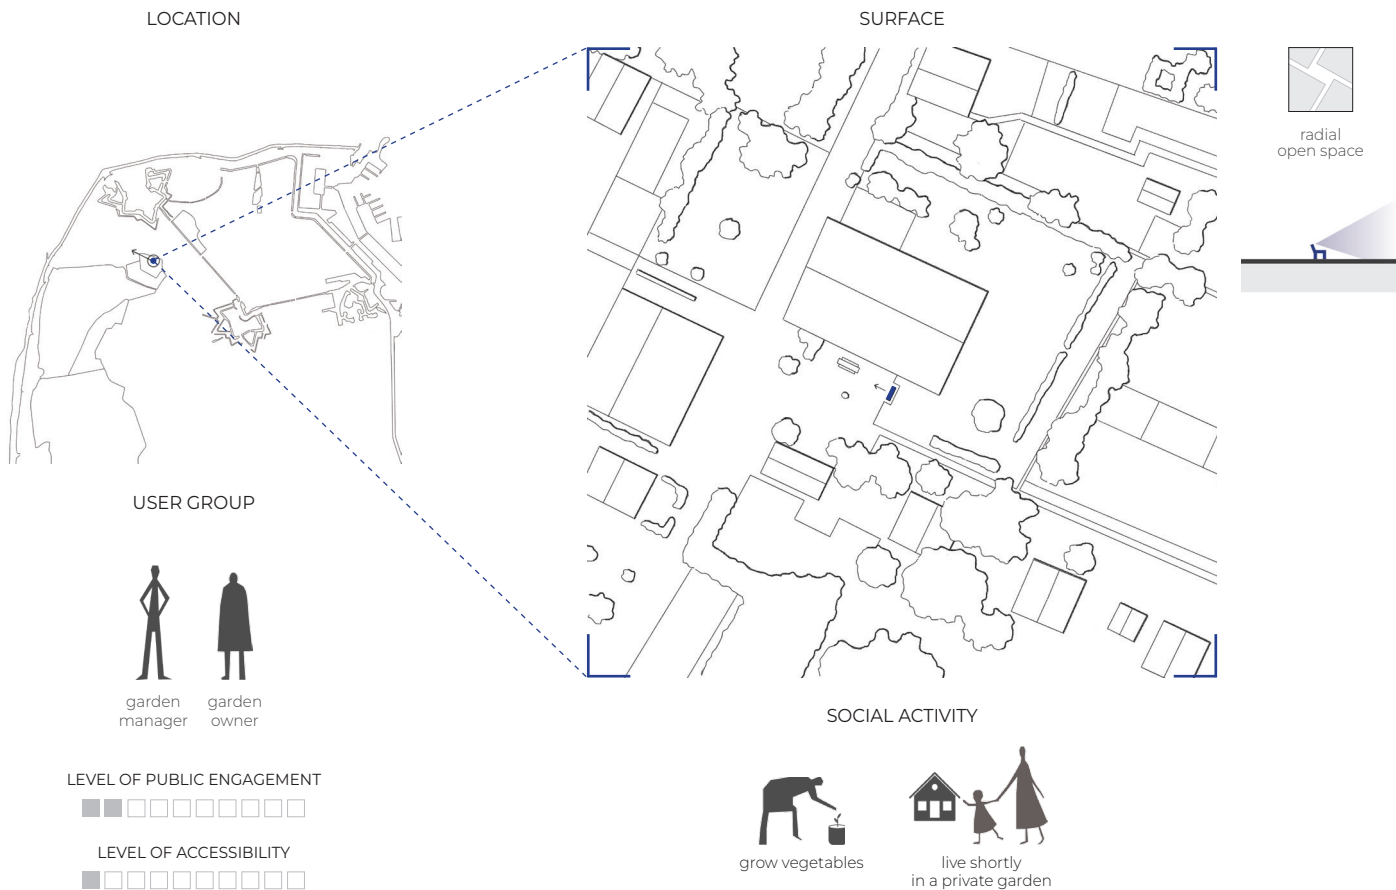 LOCATION
SURFACE
radial
open space
USER GROUP
garden
manager
garden
owner
LEVEL OF PUBLIC ENGAGEMENT
LEVEL OF ACCESSIBILITY
SOCIAL ACTIVITY
grow vegetables
live shortly
in a private garden